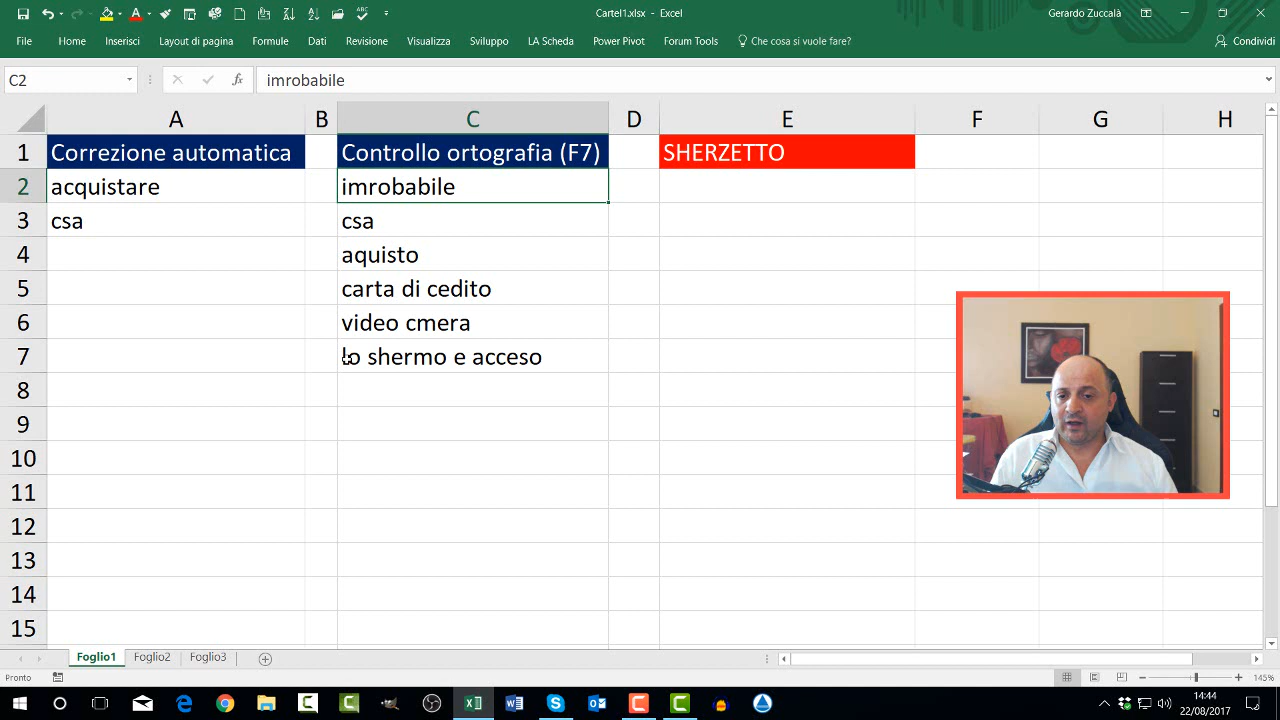 Cartel1.xlsx — Excel
Gerardo Zuccalà
File Home Inserisci Layout di pagina Formule Dati Revisione Visualizza Sviluppo LA Scheda Power Pivot Forum Tools Che cosa si vuole fare? Condividi
C2 fx imrobabile
A B C D E F G H
1 Correzione automatica Controllo ortografia (F7) SHERZETTO
2 acquistare imrobabile
3 csa csa
4 aquisto
5 carta di cedito
6 video cmera
7 lo shermo e acceso
8
9
10
11
12
13
14
15
Foglio1 Foglio2 Foglio3
Pronto 145%
14:44
22/08/2017